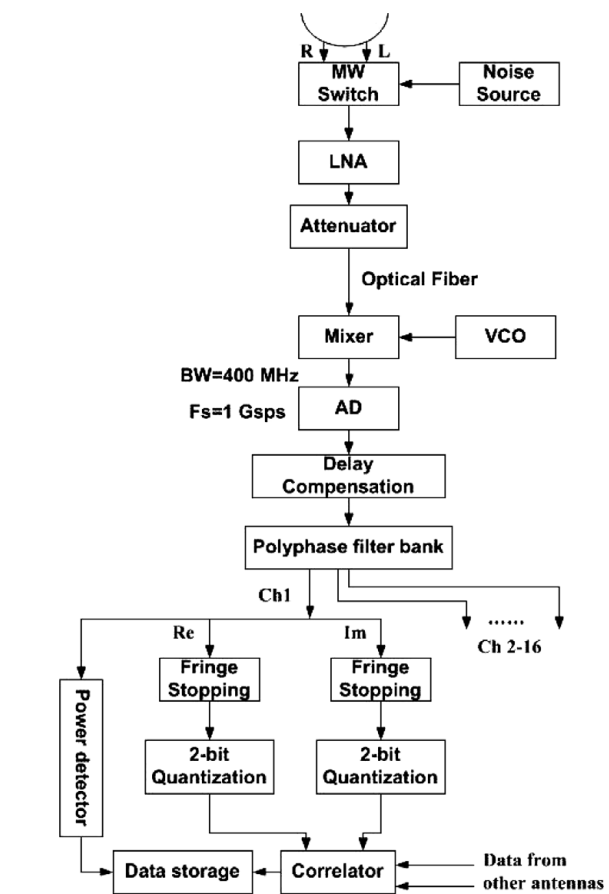 R L
MW
Switch
Noise
Source
LNA
Attenuator
Optical Fiber
Mixer
VCO
BW=400 MHz
Fs=1 Gsps
AD
Delay
Compensation
Polyphase filter bank
Ch1
......
Ch 2-16
Re
Im
Fringe
Stopping
Fringe
Stopping
Power detector
2-bit
Quantization
2-bit
Quantization
Data storage
Correlator
Data from
other antennas